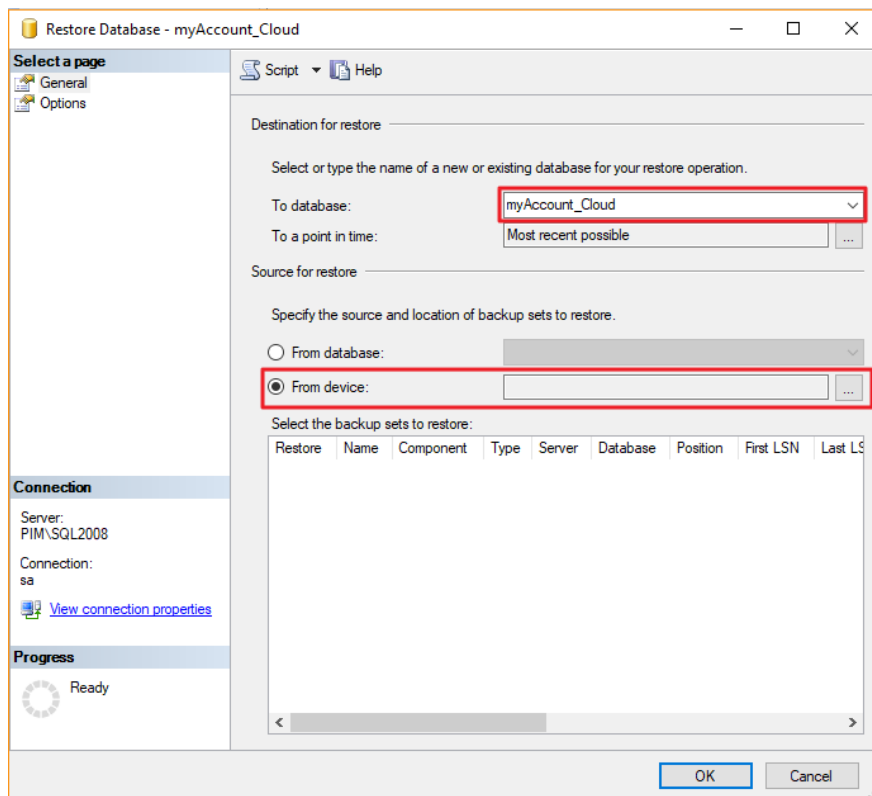 Restore Database - myAccount_Cloud
Select a page
General
Options
Script
Help
Destination for restore
Select or type the name of a new or existing database for your restore operation.
To database:
myAccount_Cloud
To a point in time:
Most recent possible
...
Source for restore
Specify the source and location of backup sets to restore.
From database:
From device:
...
Select the backup sets to restore:
Restore Name Component Type Server Database Position First LSN Last LS
Connection
Server:
PIM\SQL2008
Connection:
sa
View connection properties
Progress
Ready
OK
Cancel